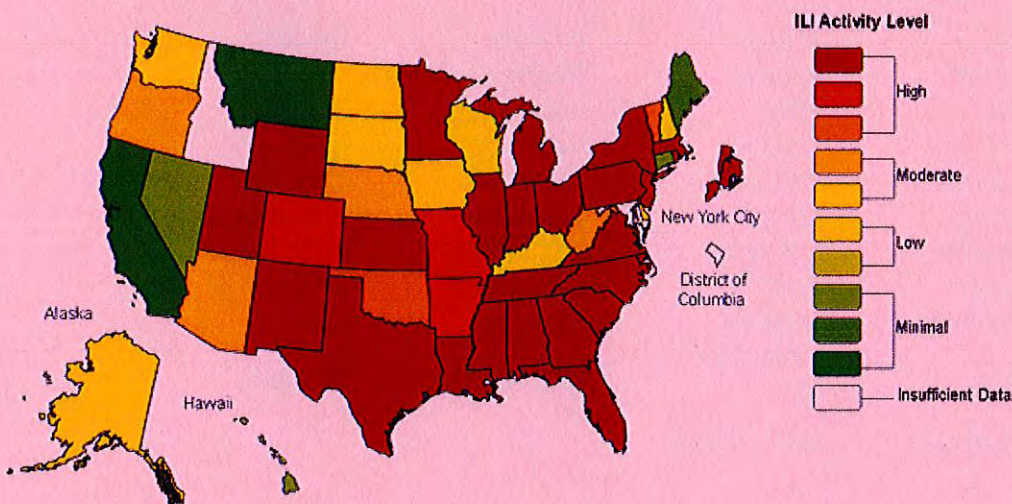 ILI Activity Level
High
Moderate
Low
Minimal
Insufficient Data
New York City
District of
Columbia
Alaska
Hawaii